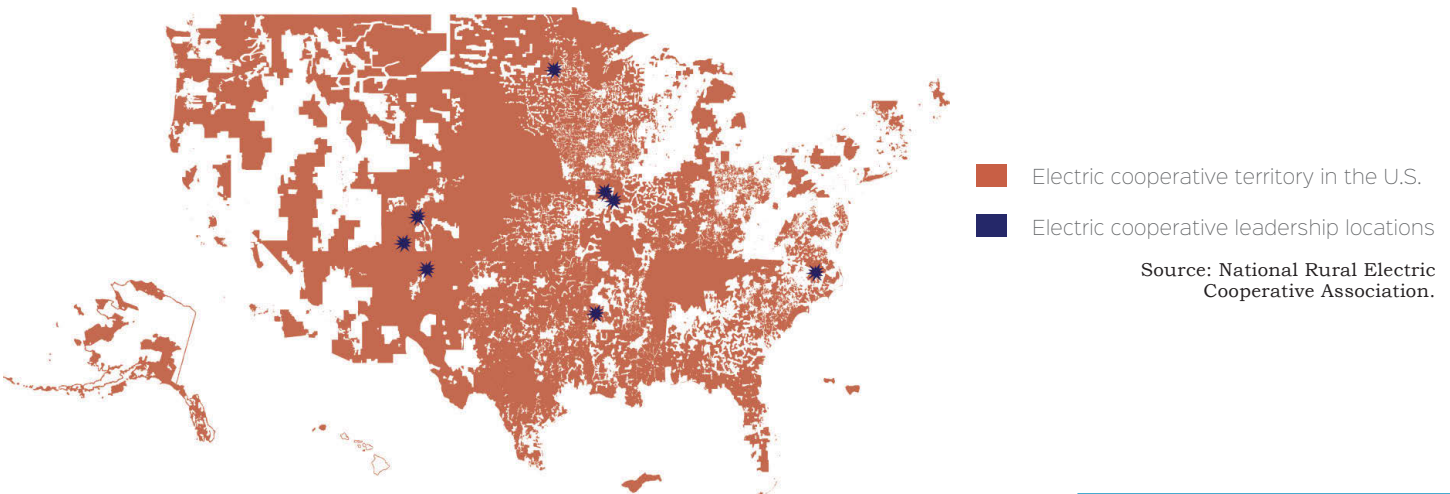 Electric cooperative territory in the U.S.
Electric cooperative leadership locations
Source: National Rural Electric
Cooperative Association.